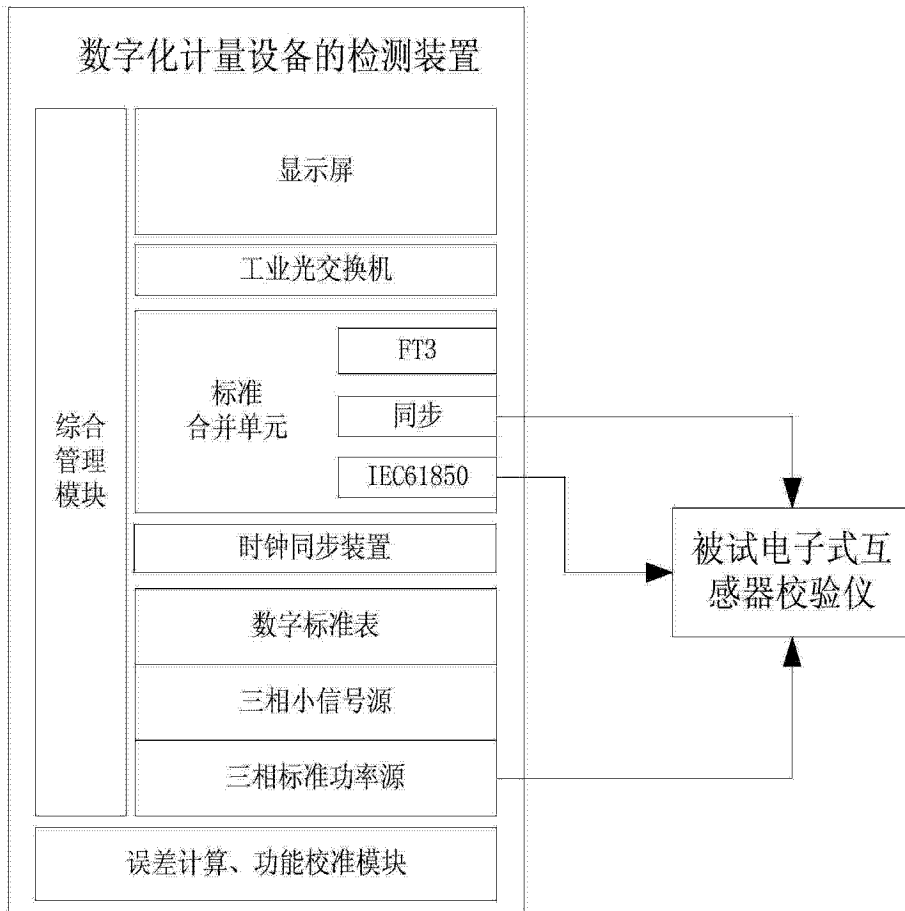 数字化计量设备的检测装置
显示屏
工业光交换机
FT3
标准
合并单元
同步
IEC61850
综合
管理
模块
时钟同步装置
数字标准表
三相小信号源
三相标准功率源
误差计算、功能校准模块
被试电子式互
感器校验仪